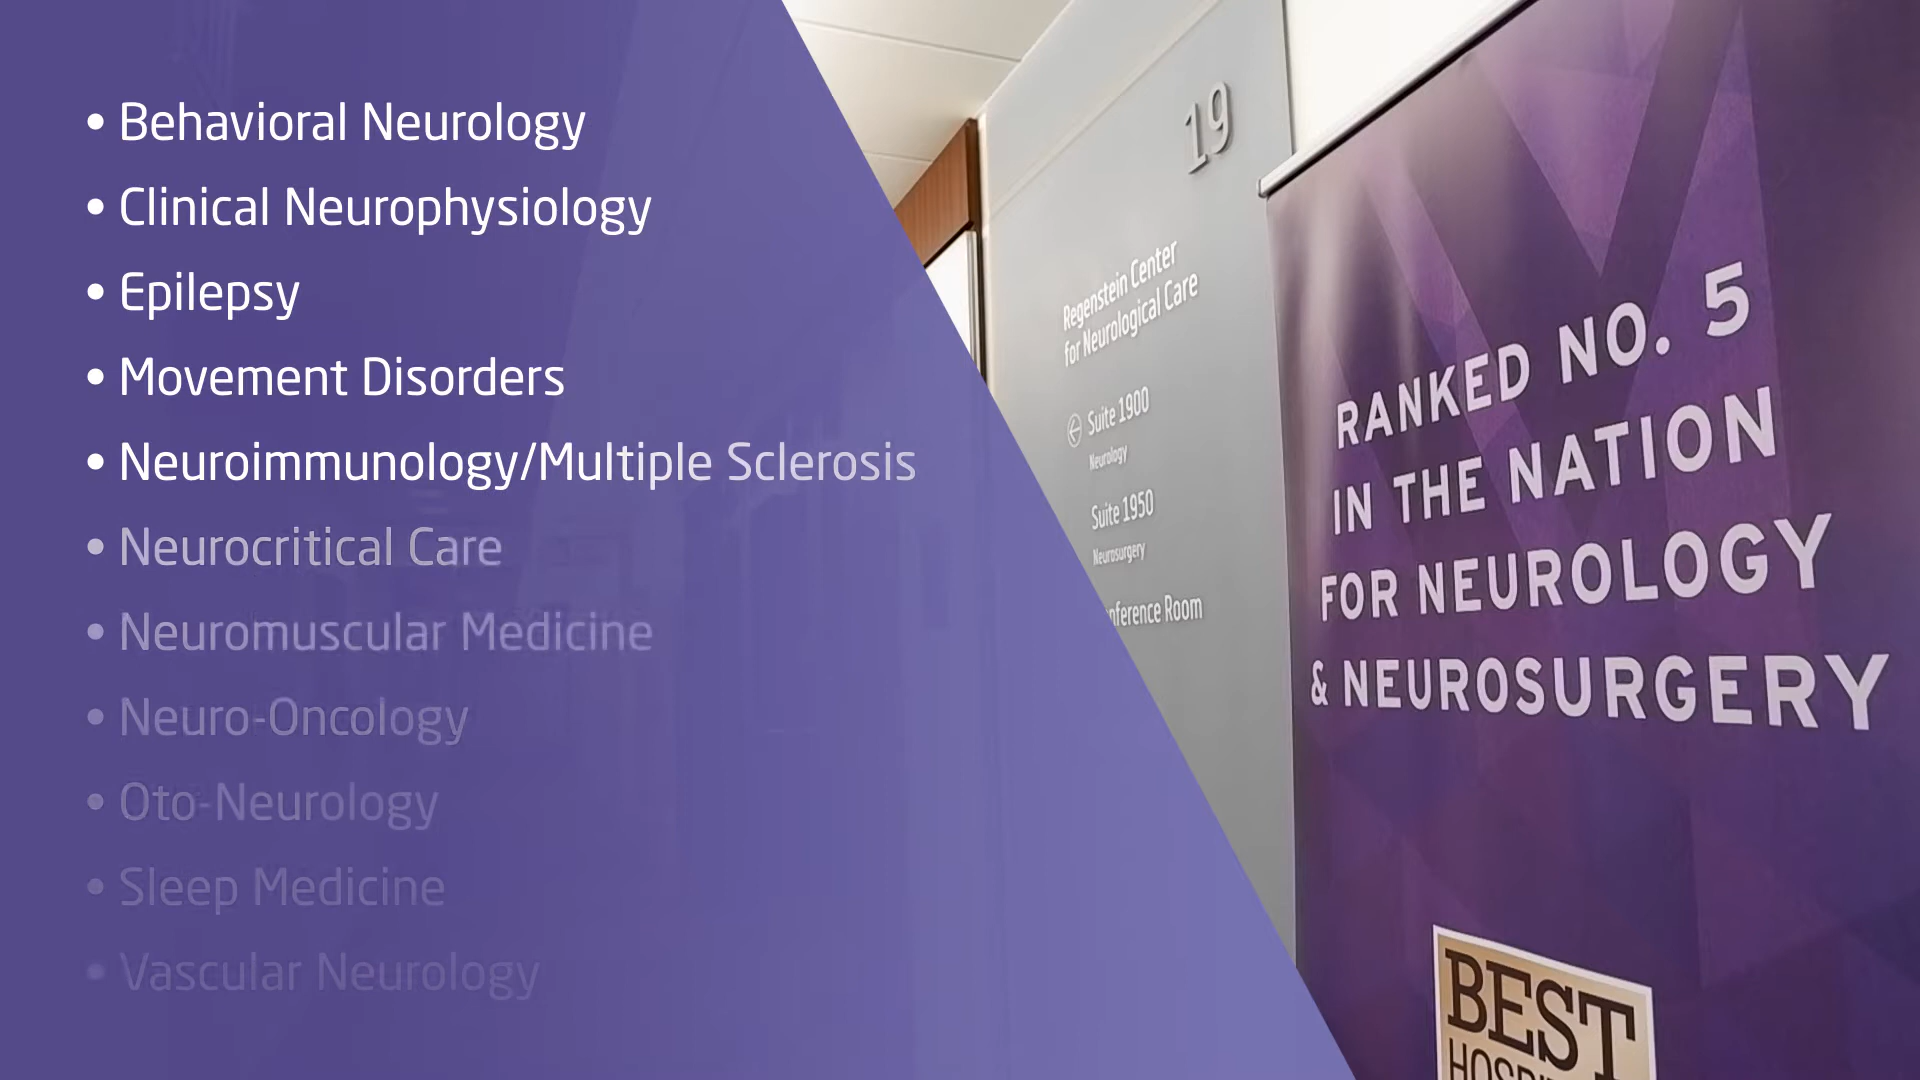 • Behavioral Neurology
• Clinical Neurophysiology
• Epilepsy
• Movement Disorders
• Neuroimmunology/Multiple Sclerosis
• Neurocritical Care
• Neuromuscular Medicine
• Neuro-Oncology
• Oto-Neurology
• Sleep Medicine
• Vascular Neurology
19
Regenstein Center
for Neurological Care
Suite 1900
Neurology
Suite 1950
Neurosurgery
Room
RANKED NO. 5
IN THE NATION
FOR NEUROLOGY
& NEUROSURGERY
BEST